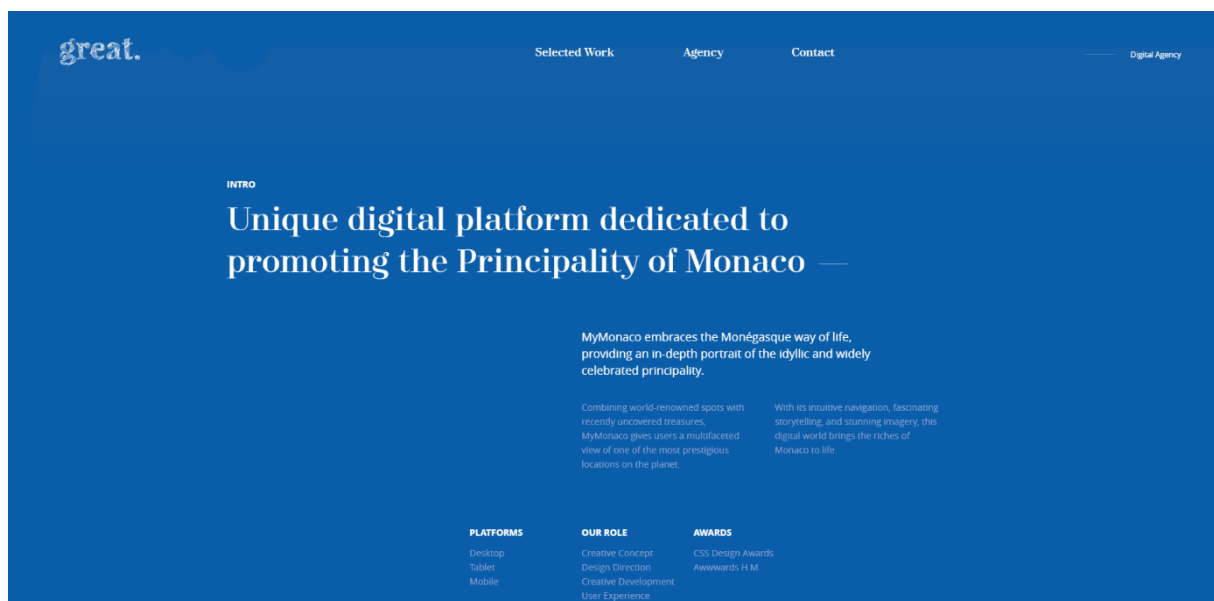 great.
Selected Work
Agency
Contact
Digital Agency
INTRO
Unique digital platform dedicated to
promoting the Principality of Monaco —
MyMonaco embraces the Monégasque way of life,
providing an in-depth portrait of the idyllic and widely
celebrated principality.
Combining world-renowned spots with
recently uncovered treasures,
MyMonaco gives users a multifaceted
view of one of the most prestigious
locations on the planet.
With its intuitive navigation, fascinating
storytelling, and stunning imagery, this
digital world brings the riches of
Monaco to life.
PLATFORMS
Desktop
Tablet
Mobile
OUR ROLE
Creative Concept
Design Direction
Creative Development
User Experience
AWARDS
CSS Design Awards
Awwwards H.M.